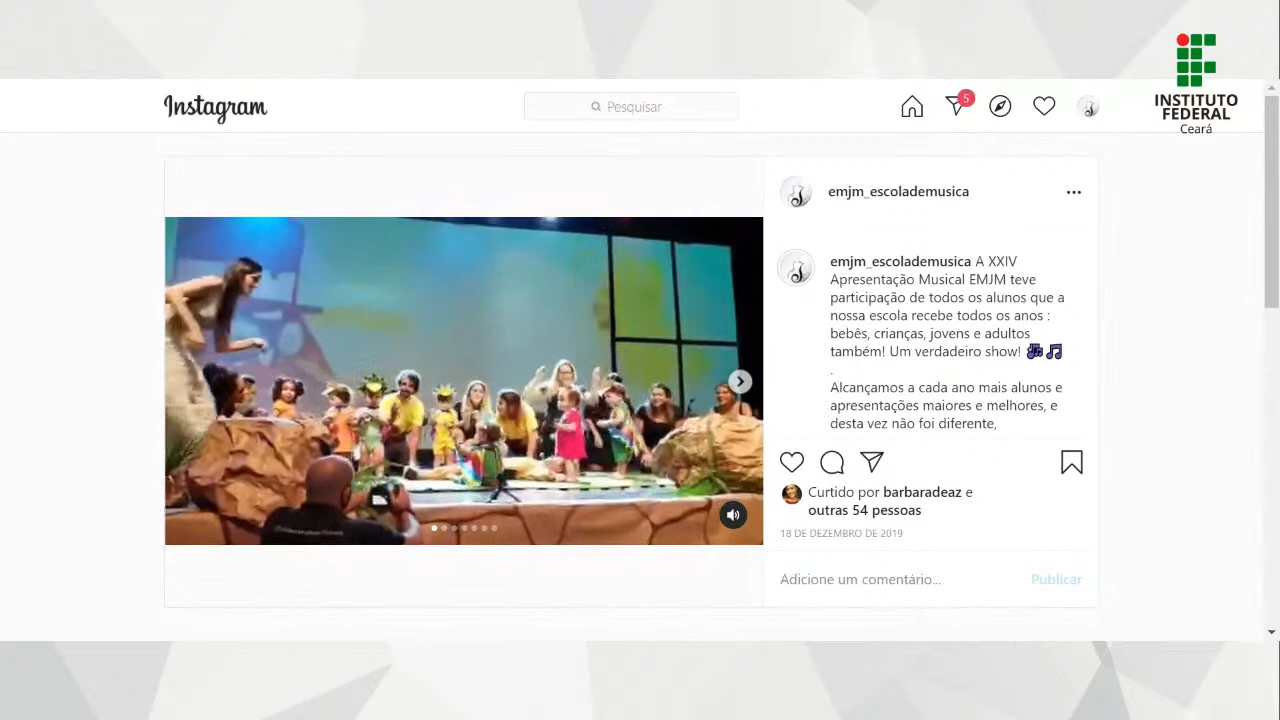 INSTITUTO
FEDERAL
Ceará
Instagram
Pesquisar
5
emjm_escolademusica
emjm_escolademusica A XXIV
Apresentação Musical EMJM teve
participação de todos os alunos que a
nossa escola recebe todos os anos :
bebês, crianças, jovens e adultos
também! Um verdadeiro show!
.
Alcançamos a cada ano mais alunos e
apresentações maiores e melhores, e
desta vez não foi diferente,
Curtido por barbaradeaz e
outras 54 pessoas
18 DE DEZEMBRO DE 2019
Adicione um comentário...
Publicar